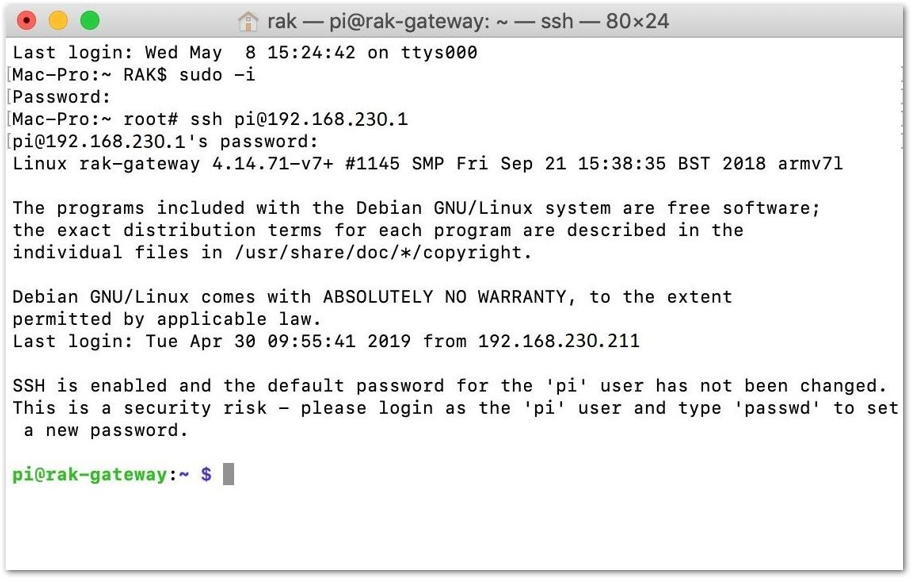 rak — pi@rak-gateway: ~ — ssh — 80×24
Last login: Wed May  8 15:24:42 on ttys000
[Mac-Pro:~ RAK$ sudo -i
[Password:
[Mac-Pro:~ root# ssh pi@192.168.230.1
[pi@192.168.230.1's password:
Linux rak-gateway 4.14.71-v7+ #1145 SMP Fri Sep 21 15:38:35 BST 2018 armv7l
The programs included with the Debian GNU/Linux system are free software;
the exact distribution terms for each program are described in the
individual files in /usr/share/doc/*/copyright.
Debian GNU/Linux comes with ABSOLUTELY NO WARRANTY, to the extent
permitted by applicable law.
Last login: Tue Apr 30 09:55:41 2019 from 192.168.230.211
SSH is enabled and the default password for the 'pi' user has not been changed.
This is a security risk - please login as the 'pi' user and type 'passwd' to set
 a new password.
pi@rak-gateway:~ $